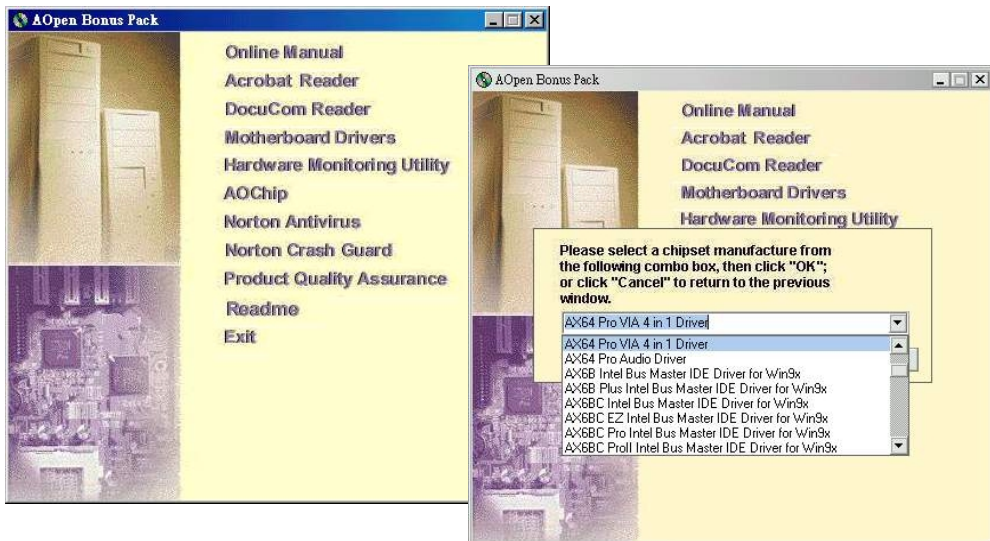 AOpen Bonus Pack
Online Manual
Acrobat Reader
DocuCom Reader
Motherboard Drivers
Hardware Monitoring Utility
AOChip
Norton Antivirus
Norton Crash Guard
Product Quality Assurance
Readme
Exit
AOpen Bonus Pack
Online Manual
Acrobat Reader
DocuCom Reader
Motherboard Drivers
Hardware Monitoring Utility
Please select a chipset manufacture from
the following combo box, then click "OK";
or click "Cancel" to return to the previous
window.
AX64 Pro VIA 4 in 1 Driver
AX64 Pro VIA 4 in 1 Driver
AX64 Pro Audio Driver
AX6B Intel Bus Master IDE Driver for Win9x
AX6B Plus Intel Bus Master IDE Driver for Win9x
AX6BC Intel Bus Master IDE Driver for Win9x
AX6BC EZ Intel Bus Master IDE Driver for Win9x
AX6BC Pro Intel Bus Master IDE Driver for Win9x
AX6BC ProII Intel Bus Master IDE Driver for Win9x